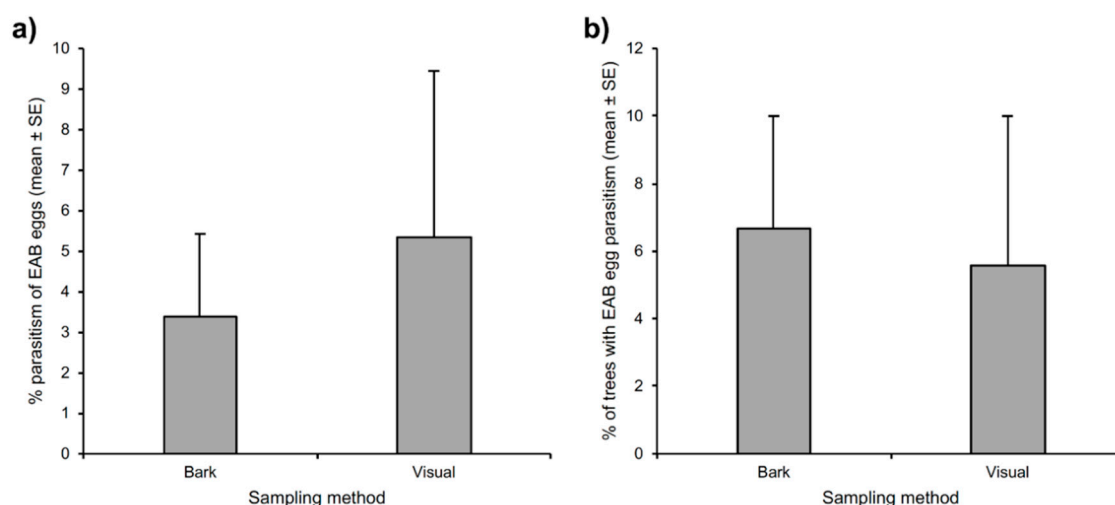 a)
% parasitism of EAB eggs (mean ± SE)
10
9
8
7
6
5
4
3
2
1
0
Bark
Visual
Sampling method
b)
% of trees with EAB egg parasitism (mean ± SE)
12
10
8
6
4
2
0
Bark
Visual
Sampling method